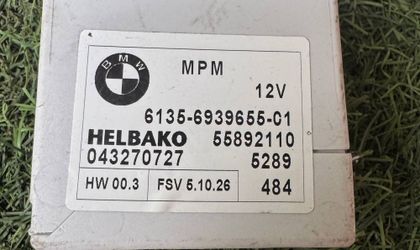 BMW
MPM
12V
6135-6939655-01
HELBAKO 55892110
043270727 5289
HW 00.3 FSV 5.10.26 484